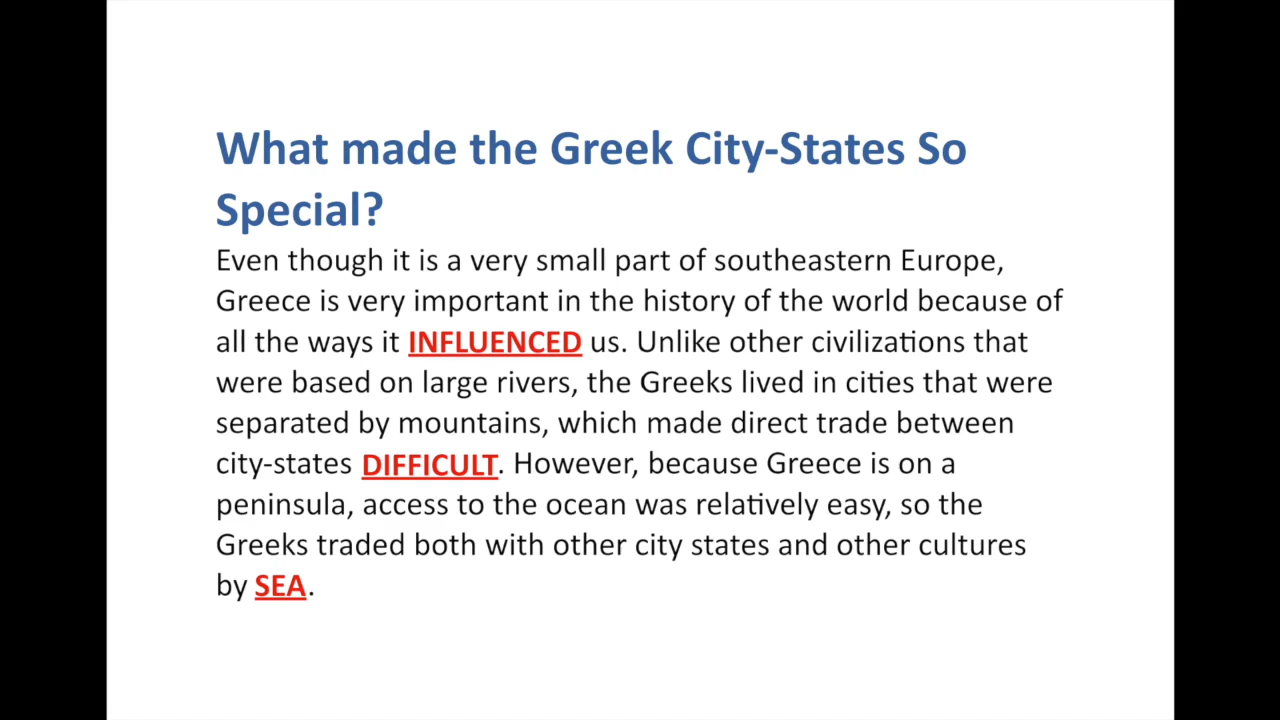 What made the Greek City-States So
Special?
Even though it is a very small part of southeastern Europe,
Greece is very important in the history of the world because of
all the ways it INFLUENCED us. Unlike other civilizations that
were based on large rivers, the Greeks lived in cities that were
separated by mountains, which made direct trade between
city-states DIFFICULT. However, because Greece is on a
peninsula, access to the ocean was relatively easy, so the
Greeks traded both with other city states and other cultures
by SEA.